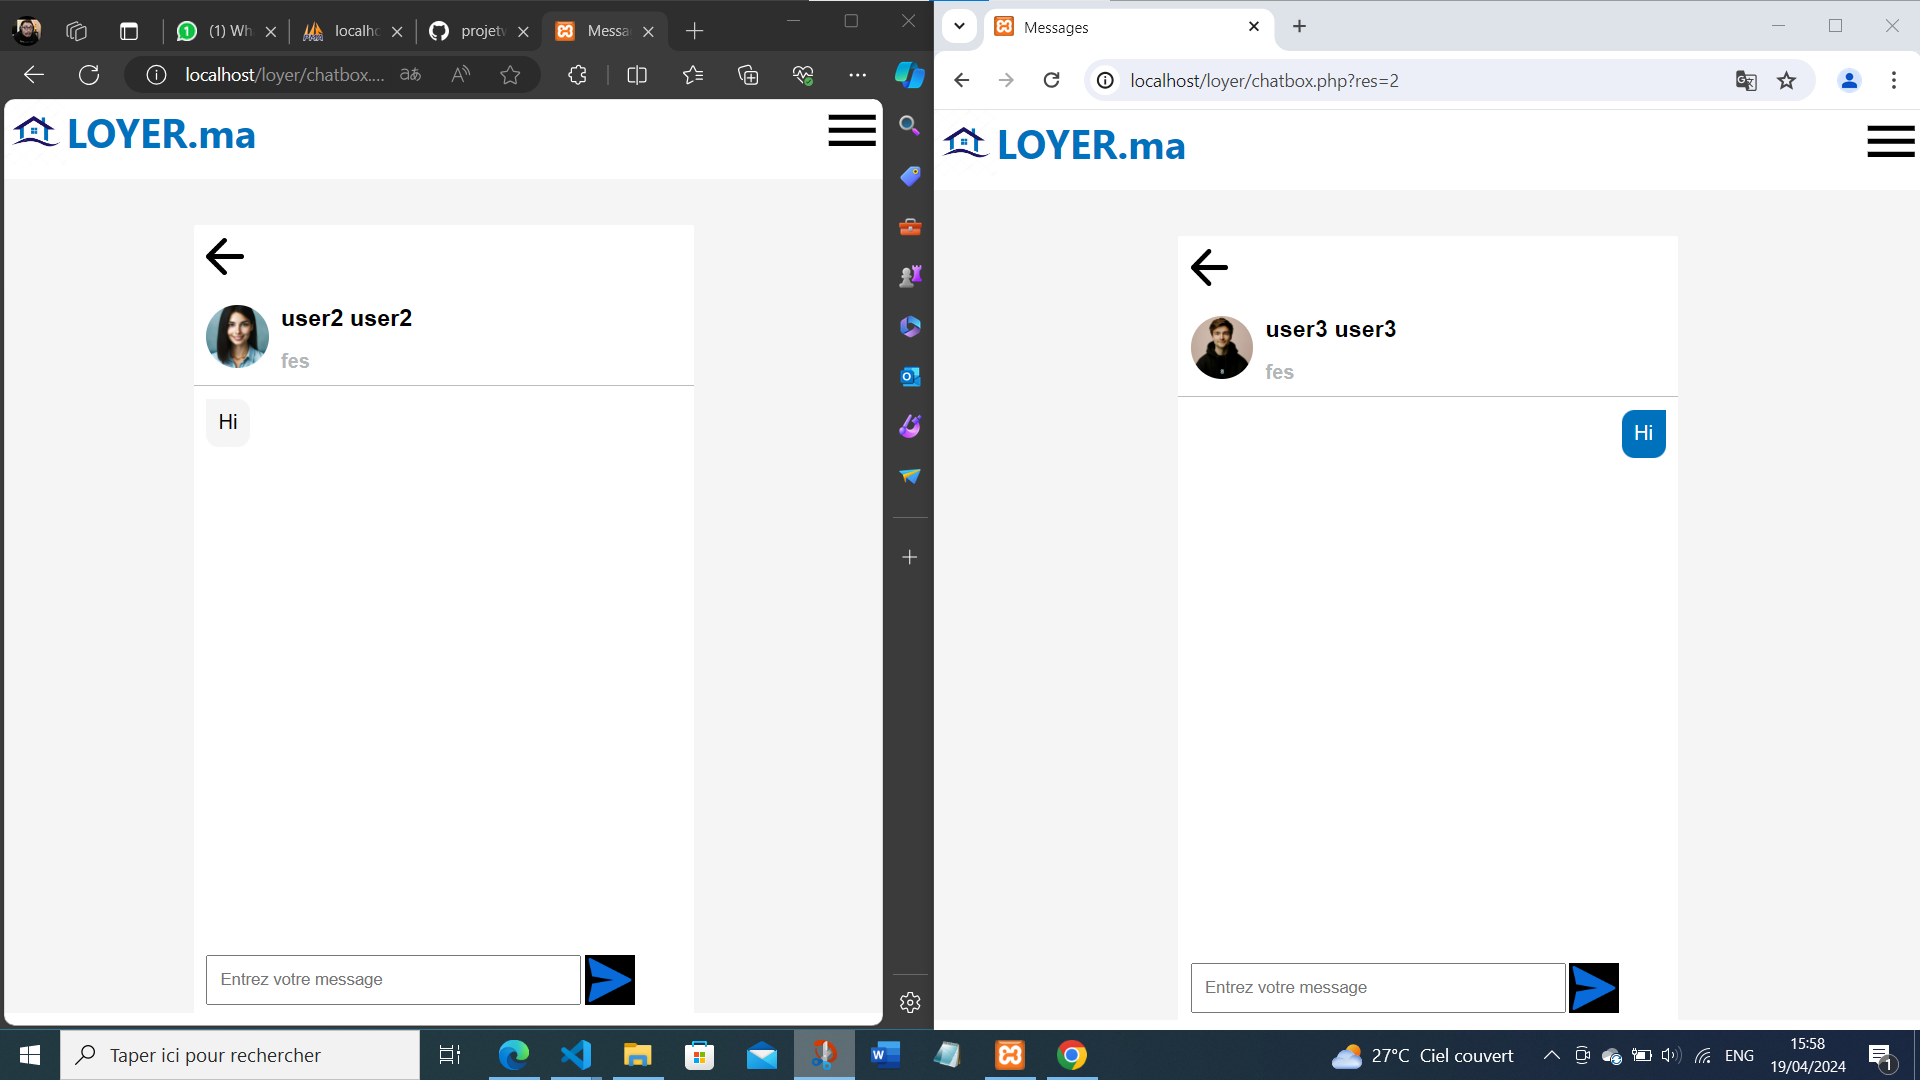 (1) Wh
localho
projetw
Messa
localhost/loyer/chatbox....
LOYER.ma
user2 user2
fes
Hi
Entrez votre message
Messages
localhost/loyer/chatbox.php?res=2
LOYER.ma
user3 user3
fes
Hi
Entrez votre message
Taper ici pour rechercher
27°C Ciel couvert
ENG
15:58
19/04/2024
1